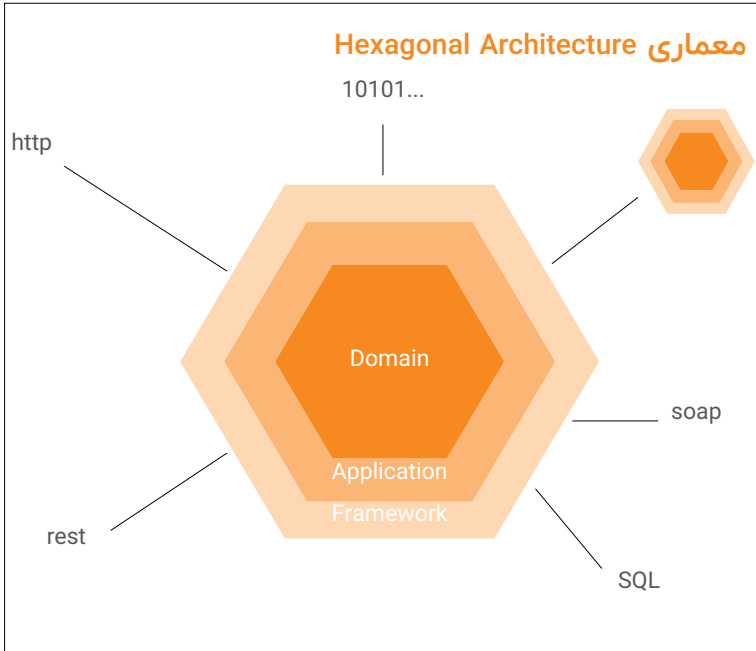 معماری Hexagonal Architecture
10101...
http
Domain
soap
Application
Framework
rest
SQL